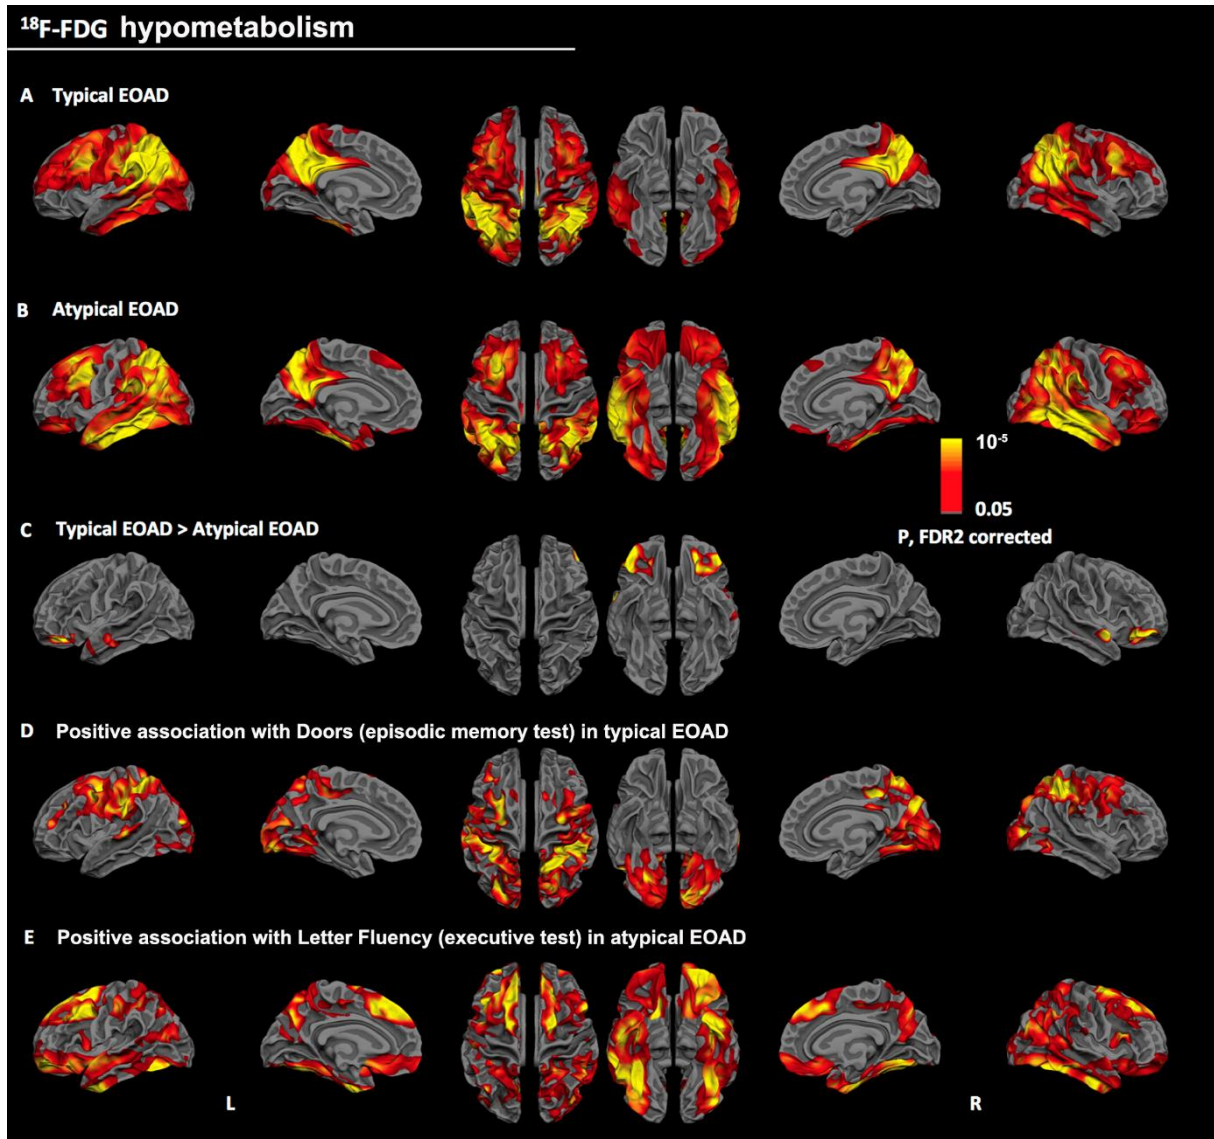 ¹⁸F-FDG hypometabolism
A Typical EOAD
B Atypical EOAD
10⁻⁵
0.05
P, FDR2 corrected
C Typical EOAD > Atypical EOAD
D Positive association with Doors (episodic memory test) in typical EOAD
E Positive association with Letter Fluency (executive test) in atypical EOAD
L R